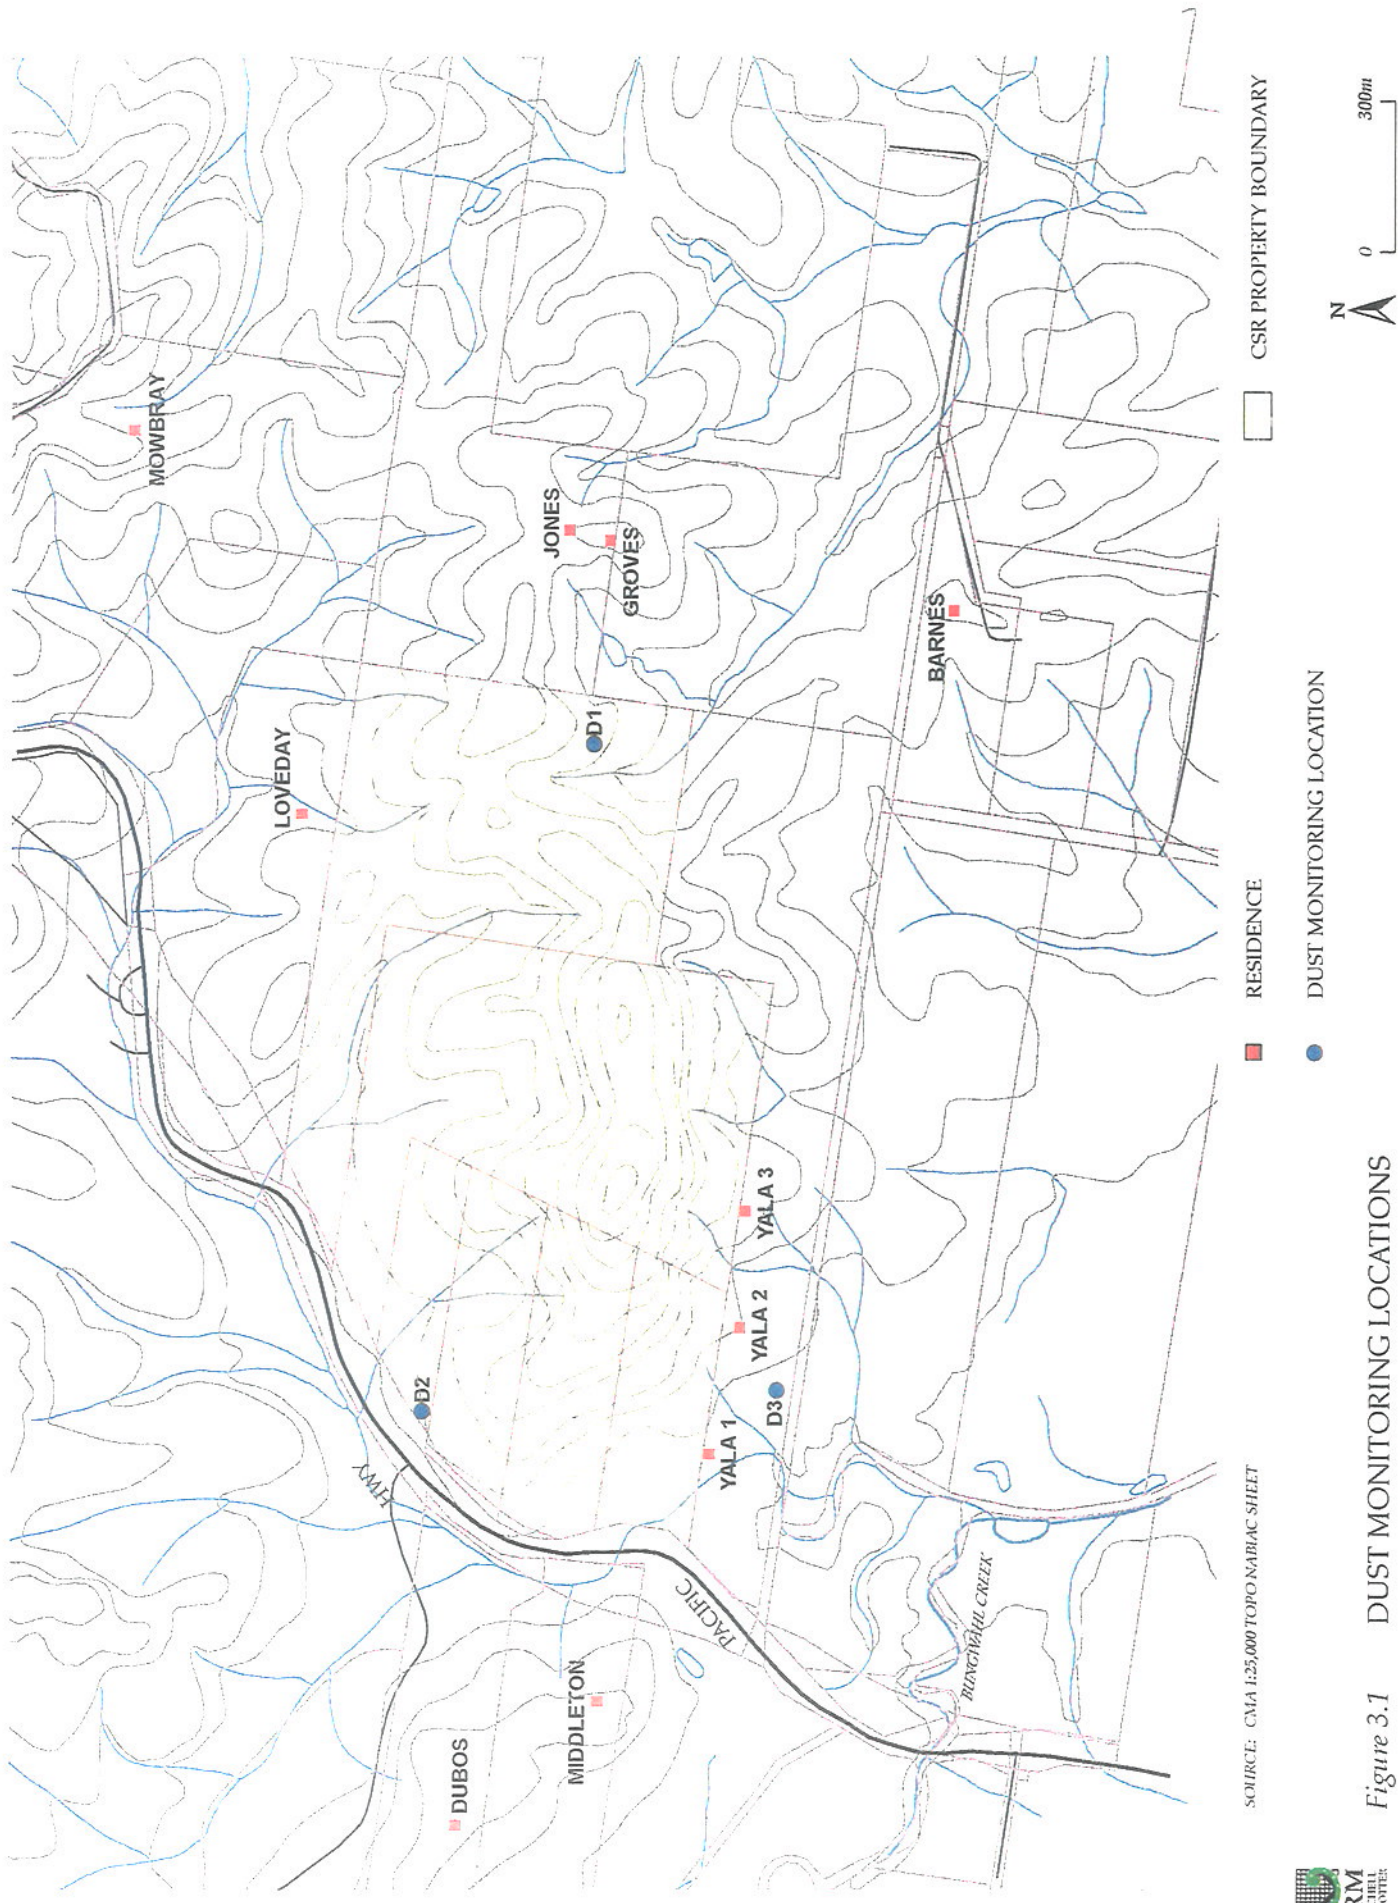 MOWBRAY
LOVEDAY
JONES
GROVES
D1
BARNES
HWY
D2
YALA 3
YALA 2
D3
YALA 1
PACIFIC
MIDDLETON
DUBOS
BUNGWAHL CREEK
SOURCE: CMA 1:25,000 TOPO NABIAC SHEET
RESIDENCE
CSR PROPERTY BOUNDARY
DUST MONITORING LOCATION
N
0 300m
Figure 3.1 DUST MONITORING LOCATIONS